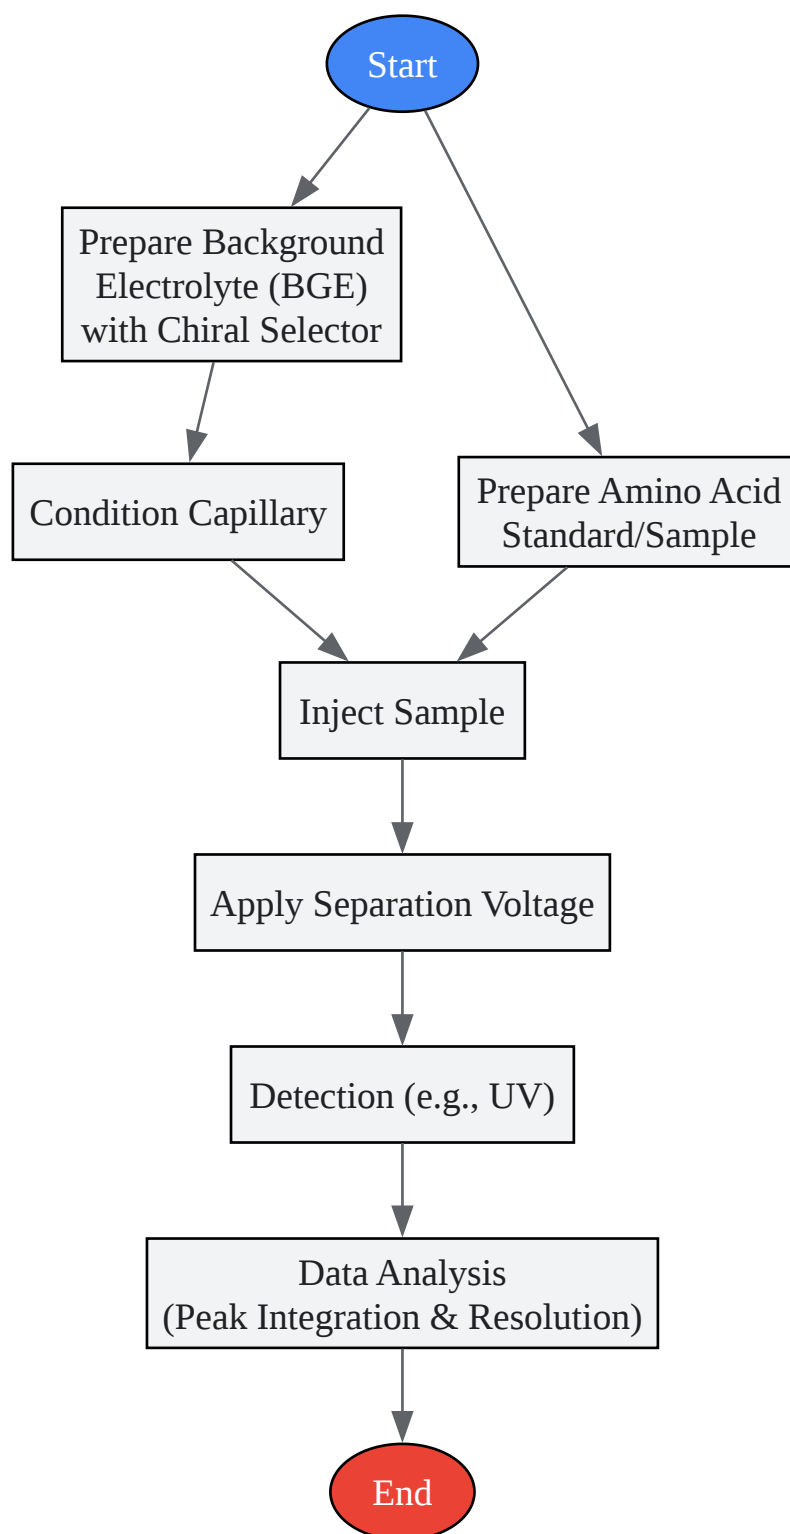 Start
Prepare Background
Electrolyte (BGE)
with Chiral Selector
Condition Capillary
Prepare Amino Acid
Standard/Sample
Inject Sample
Apply Separation Voltage
Detection (e.g., UV)
Data Analysis
(Peak Integration & Resolution)
End